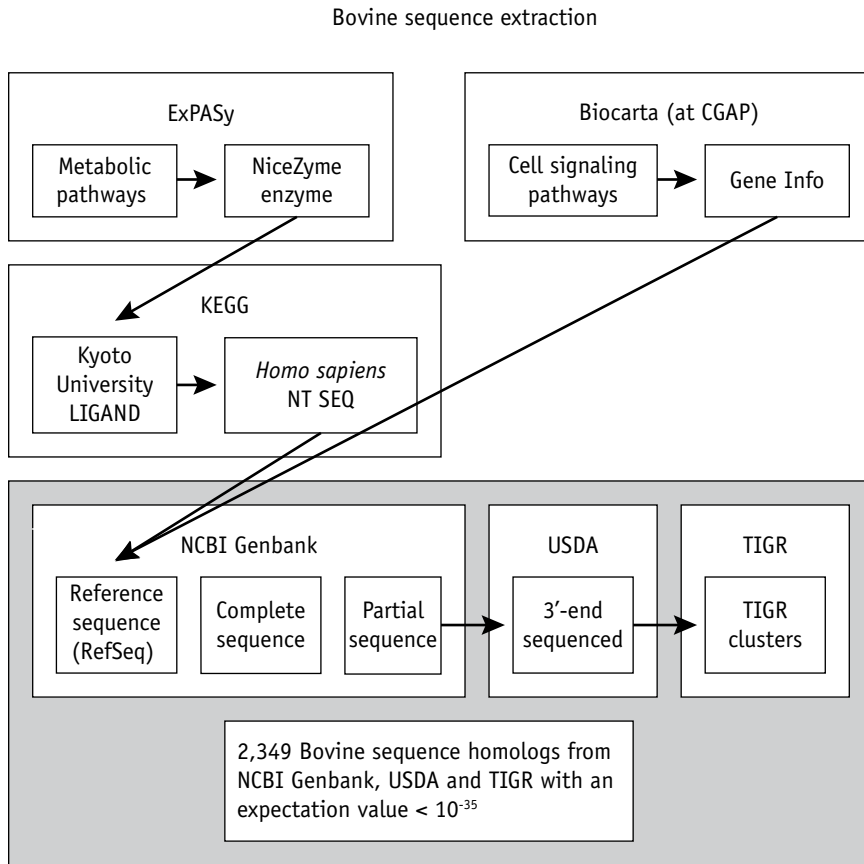 Bovine sequence extraction
ExPASy
Metabolic
pathways
NiceZyme
enzyme
Biocarta (at CGAP)
Cell signaling
pathways
Gene Info
KEGG
Kyoto
University
LIGAND
Homo sapiens
NT SEQ
NCBI Genbank
Reference
sequence
(RefSeq)
Complete
sequence
Partial
sequence
USDA
3′-end
sequenced
TIGR
TIGR
clusters
2,349 Bovine sequence homologs from
NCBI Genbank, USDA and TIGR with an
expectation value < 10⁻³⁵